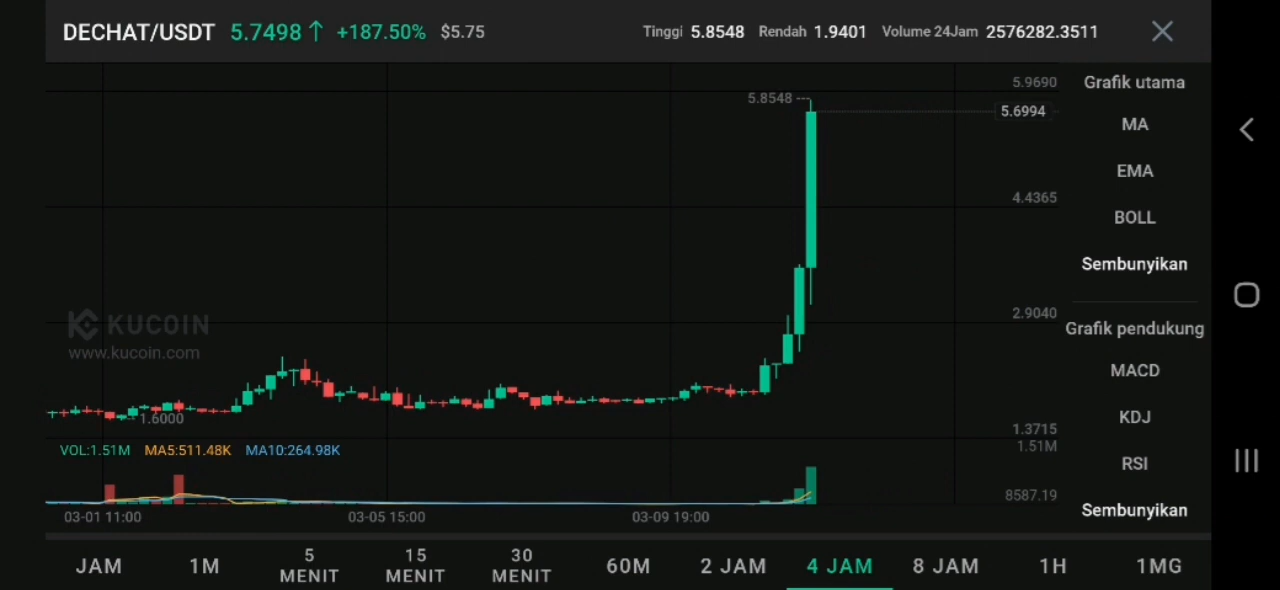 DECHAT/USDT 5.7498 ↑ +187.50% $5.75 Tinggi 5.8548 Rendah 1.9401 Volume 24Jam 2576282.3511
5.9690
5.8548
5.6994
4.4365
2.9040
1.6000
1.3715
KUCOIN
www.kucoin.com
VOL:1.51M MA5:511.48K MA10:264.98K
1.51M
8587.19
03-01 11:00 03-05 15:00 03-09 19:00
Grafik utama
MA
EMA
BOLL
Sembunyikan
Grafik pendukung
MACD
KDJ
RSI
Sembunyikan
JAM 1M 5 MENIT 15 MENIT 30 MENIT 60M 2 JAM 4 JAM 8 JAM 1H 1MG